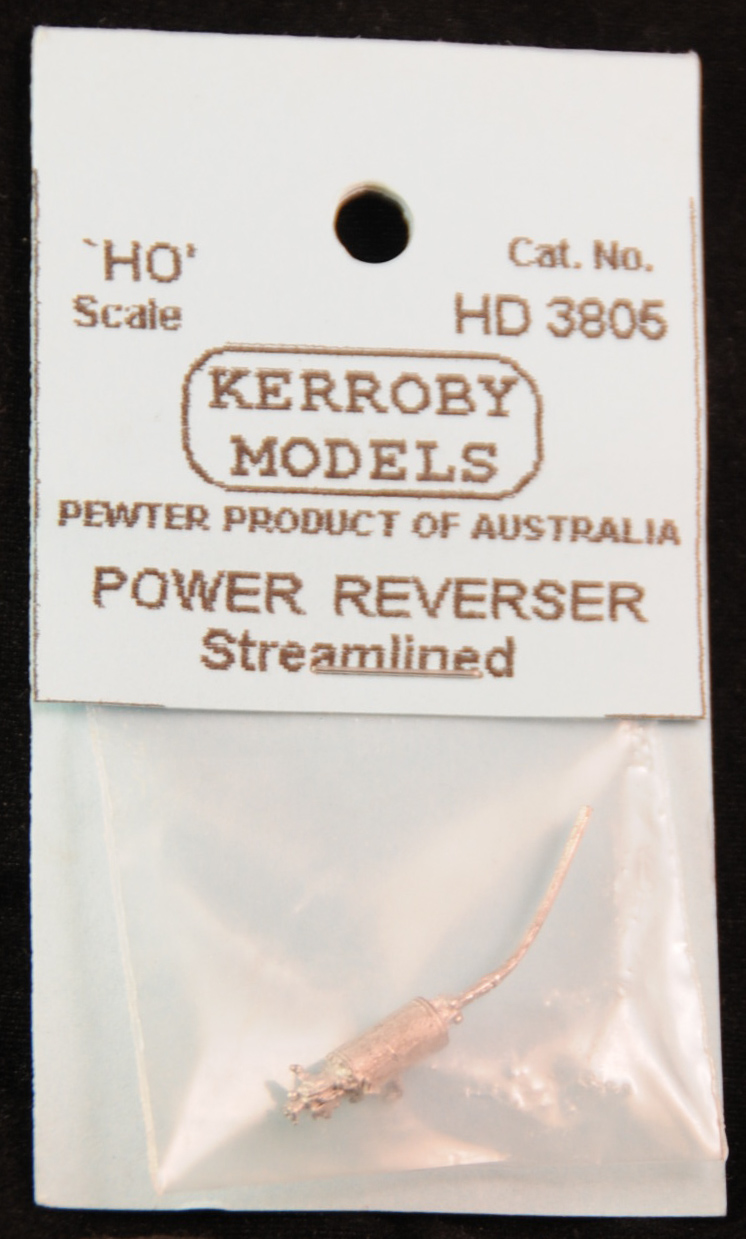 `HO'
Scale
Cat. No.
HD 3805
KERROBY
MODELS
PEWTER PRODUCT OF AUSTRALIA
POWER REVERSER
Streamlined